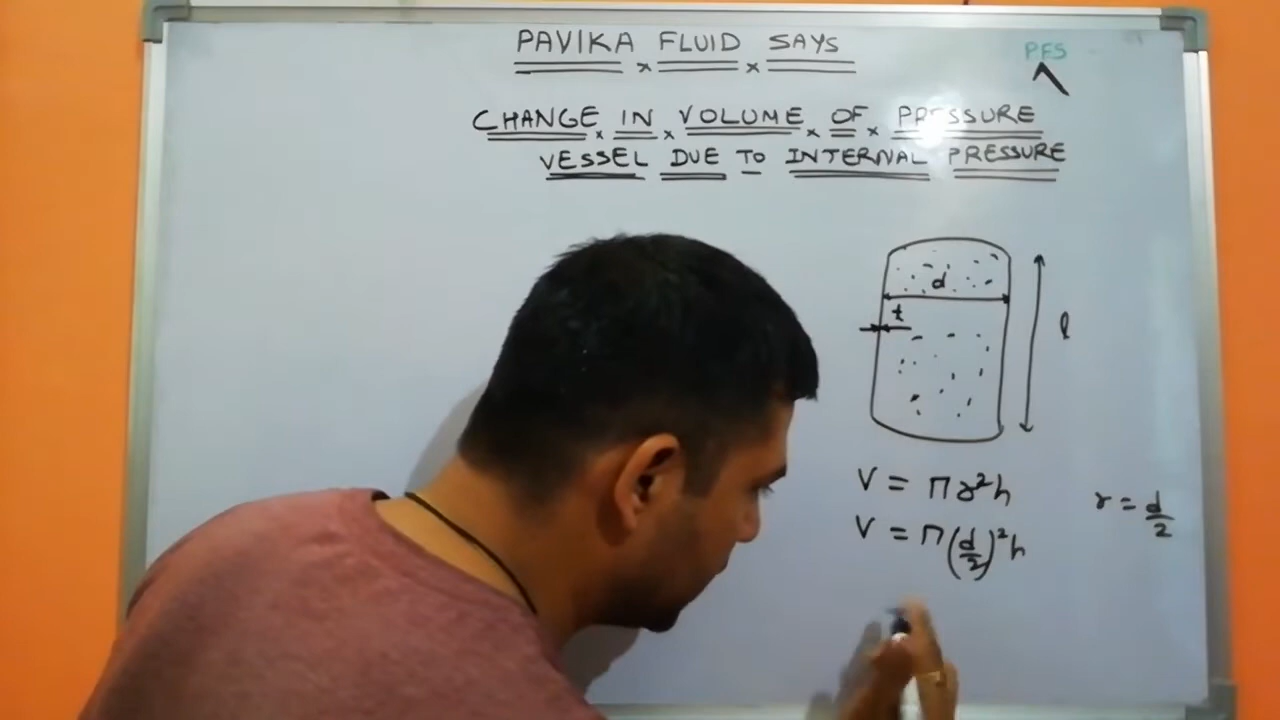 PAVIKA FLUID SAYS
PFS
CHANGE IN VOLUME OF PRESSURE
VESSEL DUE TO INTERNAL PRESSURE
d
t
l
V = πr²h
r = d/2
V = π(d/2)²h